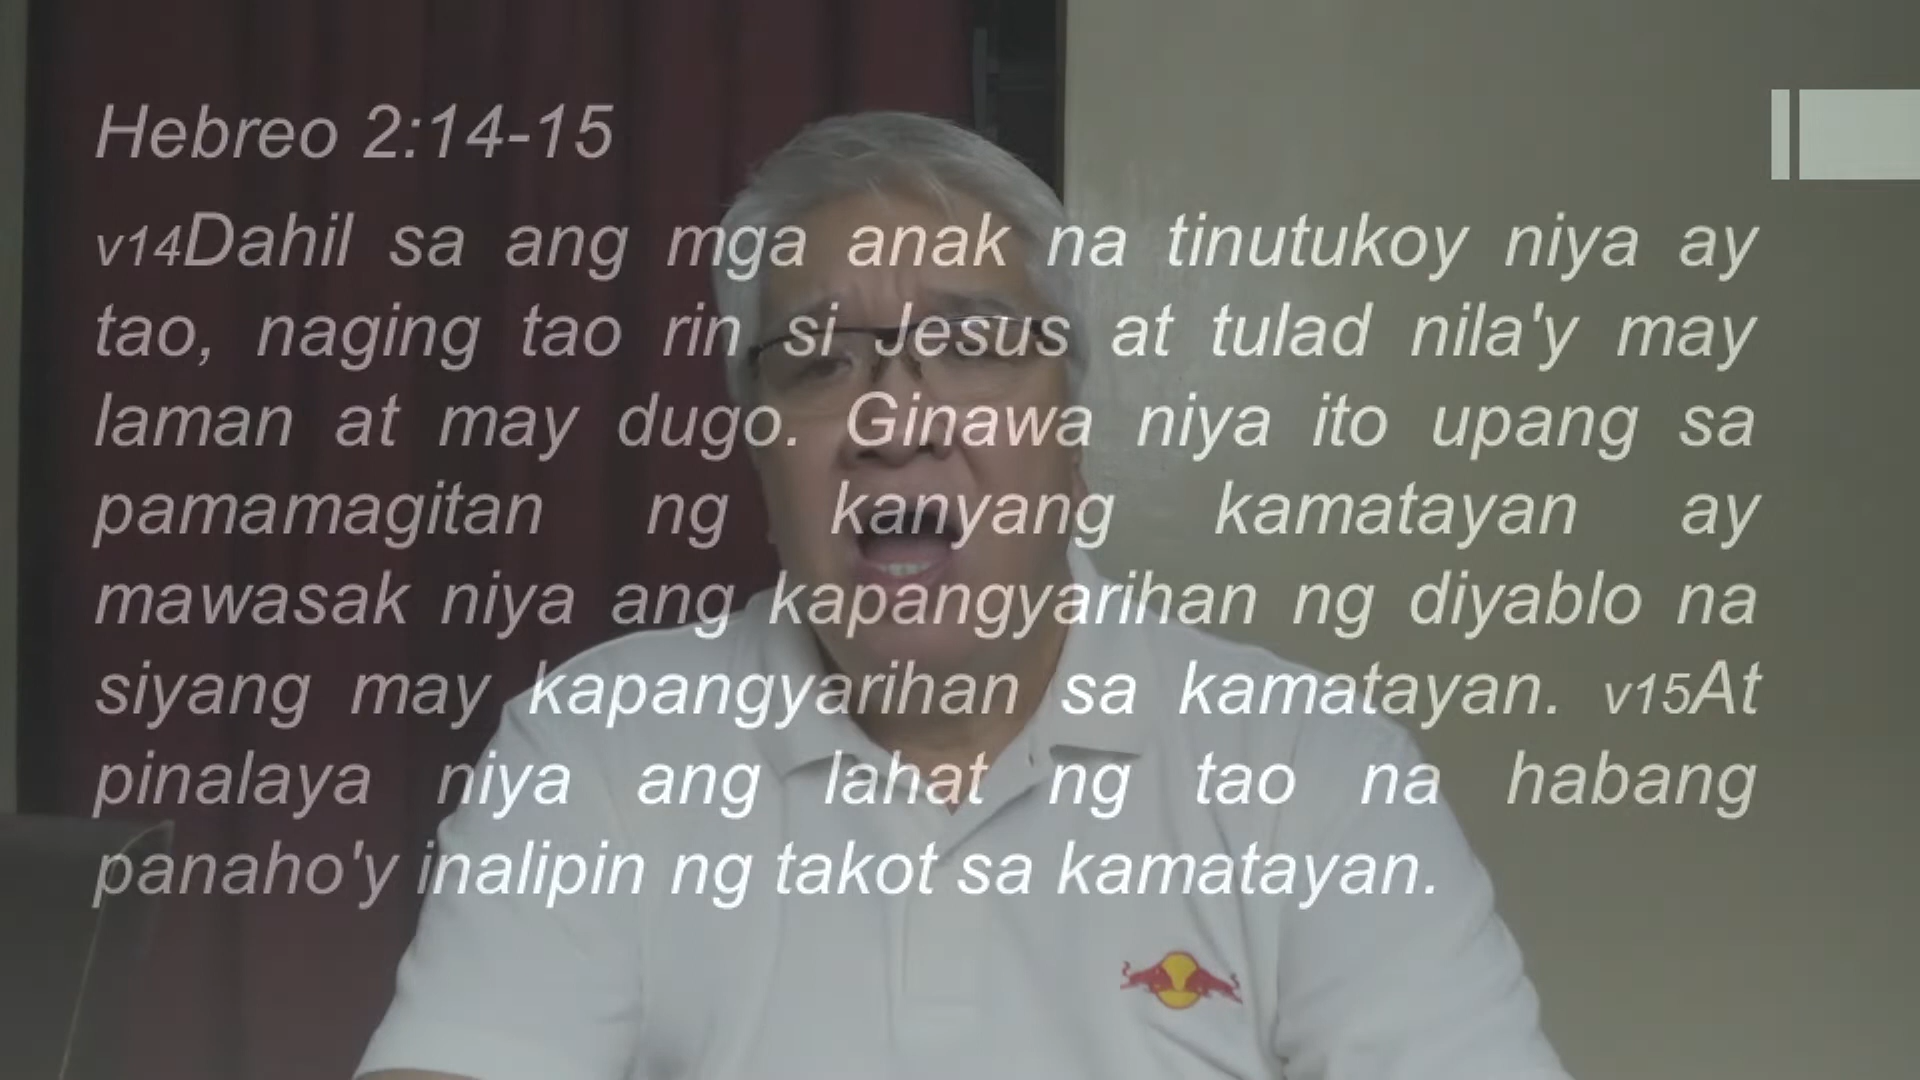 Hebreo 2:14-15
v14Dahil sa ang mga anak na tinutukoy niya ay
tao, naging tao rin si Jesus at tulad nila'y may
laman at may dugo. Ginawa niya ito upang sa
pamamagitan ng kanyang kamatayan ay
mawasak niya ang kapangyarihan ng diyablo na
siyang may kapangyarihan sa kamatayan. v15At
pinalaya niya ang lahat ng tao na habang
panaho'y inalipin ng takot sa kamatayan.